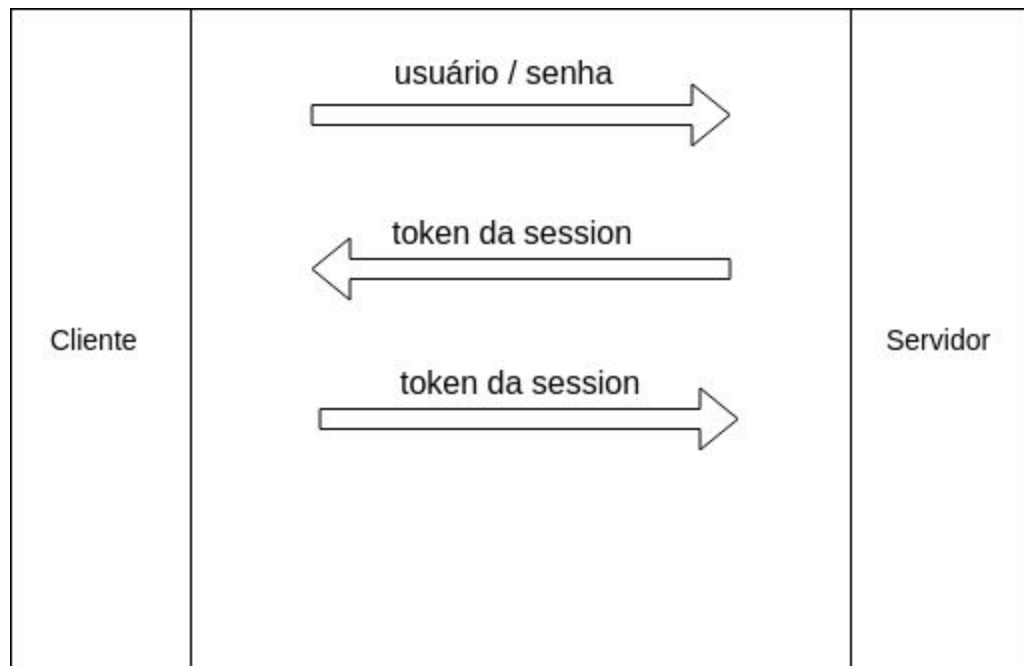 usuário / senha
token da session
Cliente
Servidor
token da session